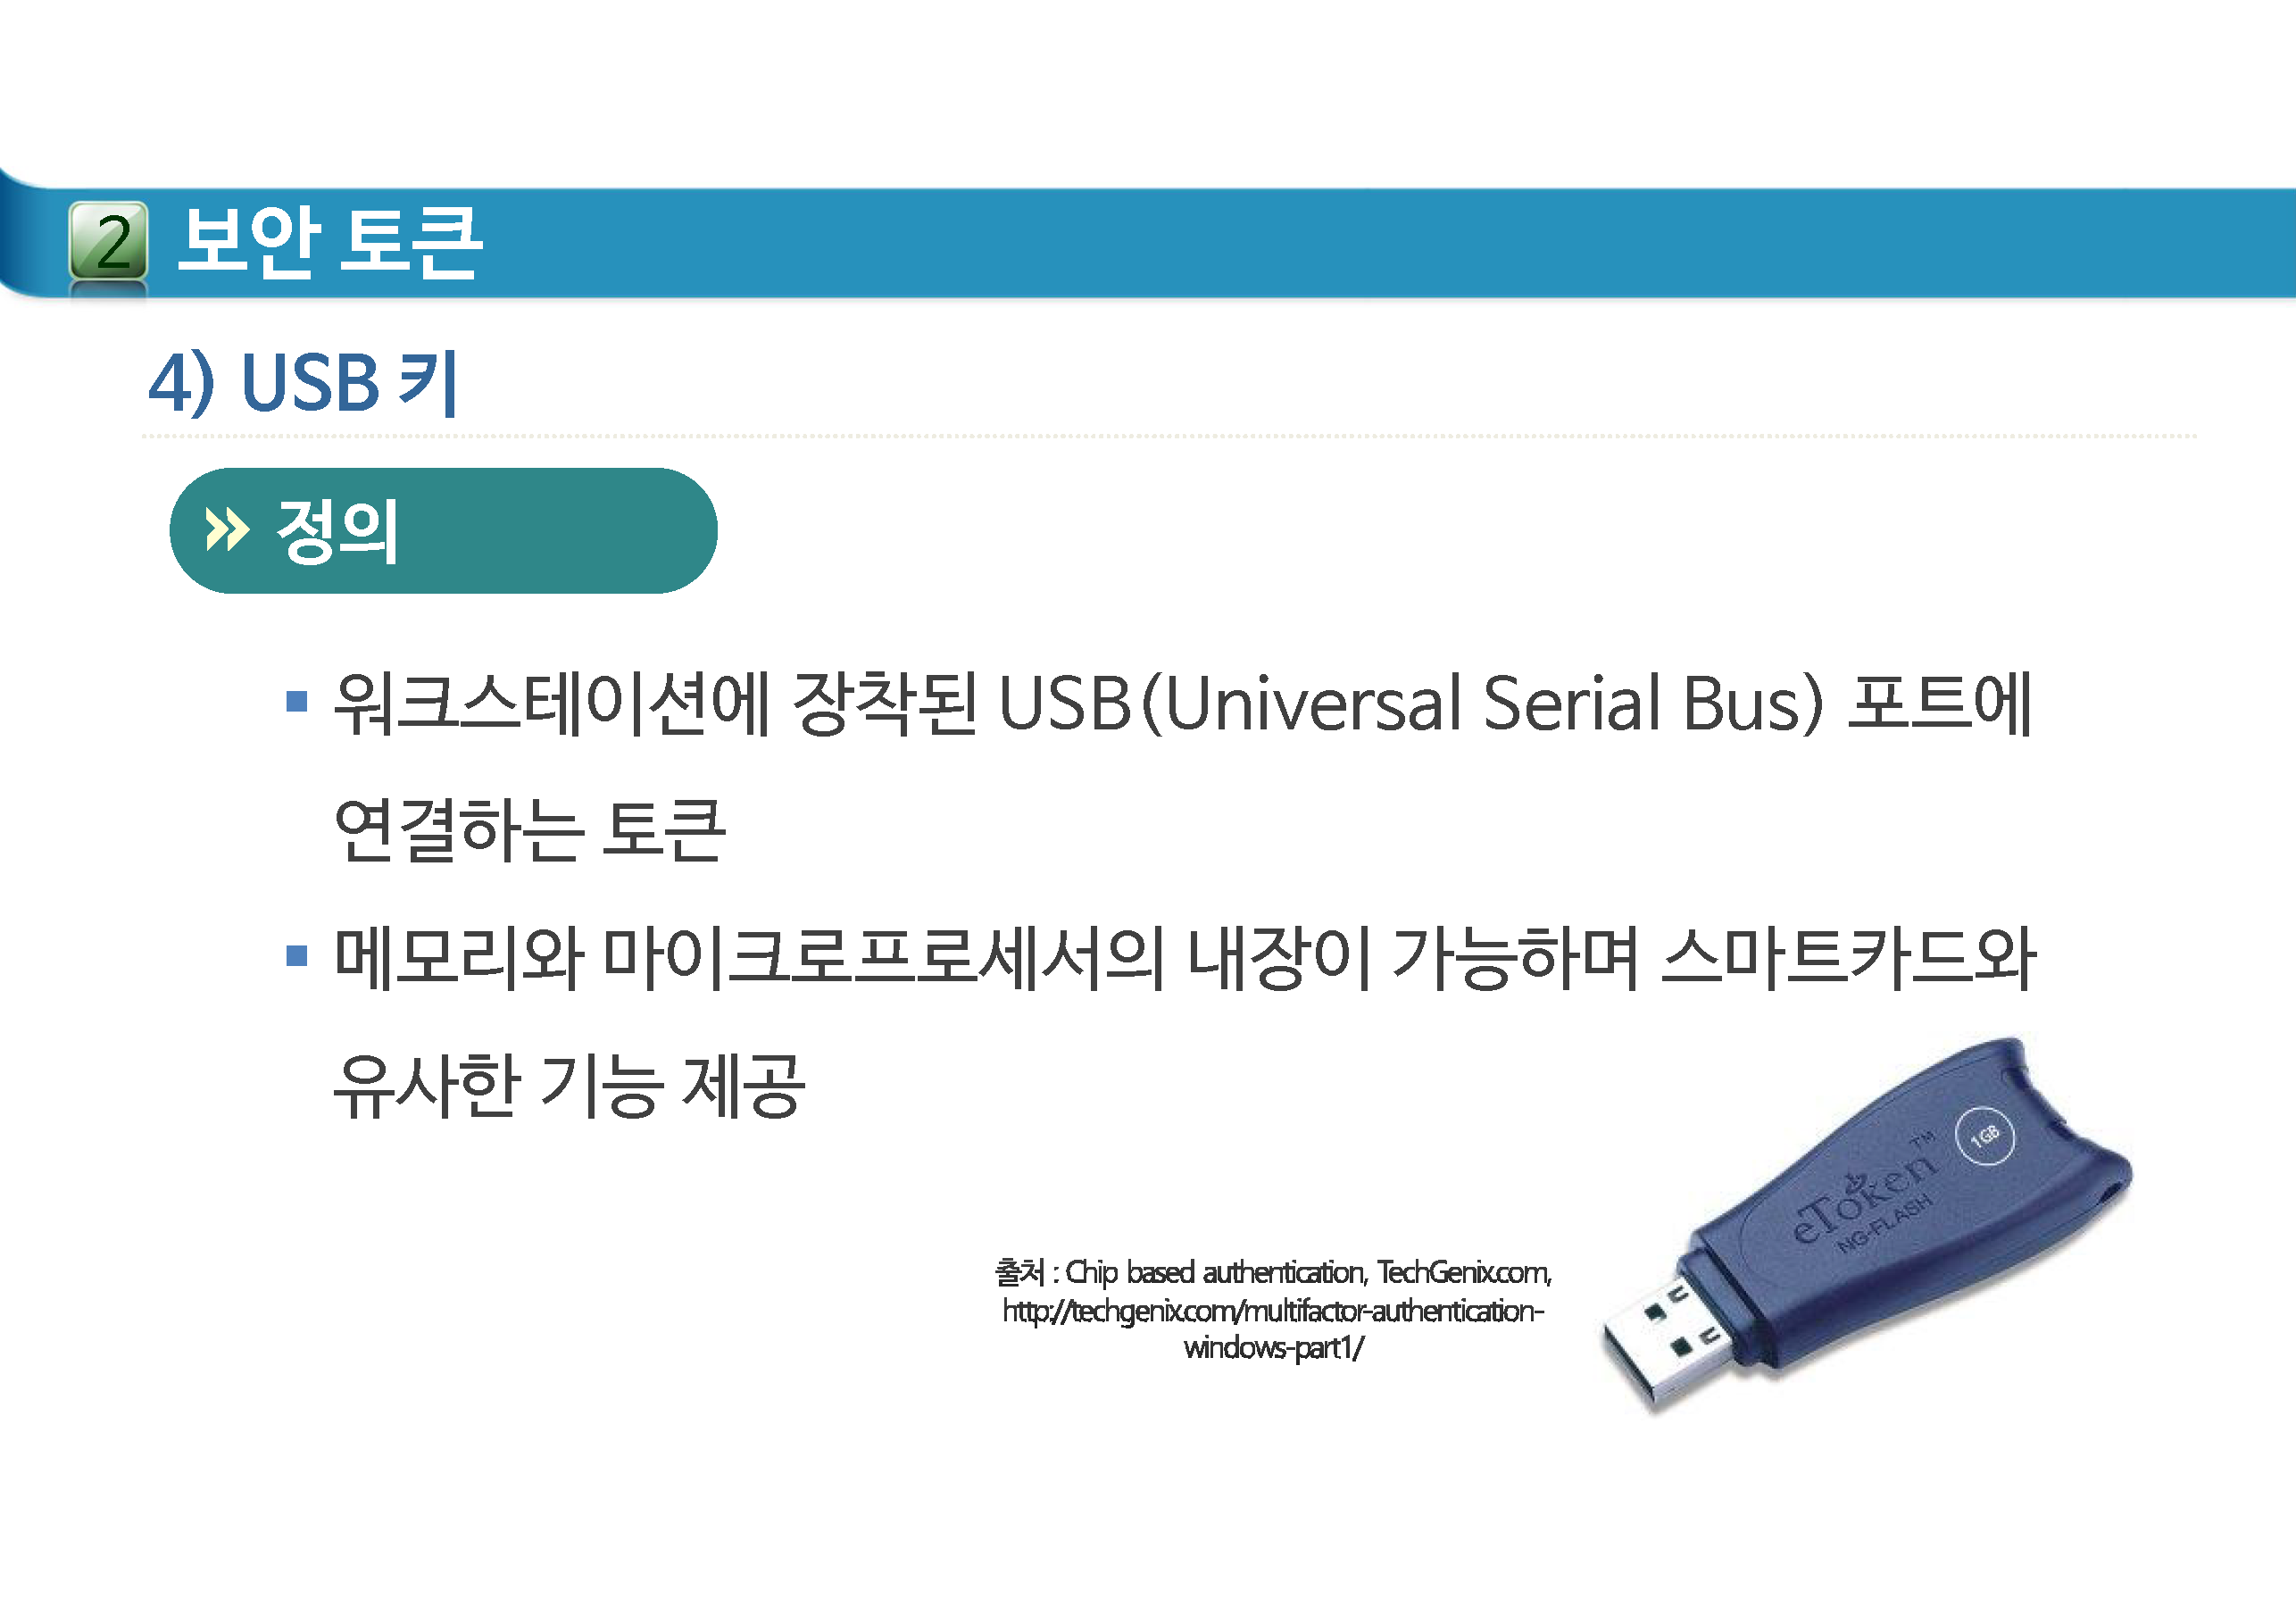 2 보안 토큰
4) USB 키
» 정의
▪ 워크스테이션에 장착된 USB(Universal Serial Bus) 포트에
연결하는 토큰
▪ 메모리와 마이크로프로세서의 내장이 가능하며 스마트카드와
유사한 기능 제공
출처 : Chip based authentication, TechGenix.com,
http://techgenix.com/multifactor-authentication-
windows-part1/
eToken™
NG-FLASH
1GB